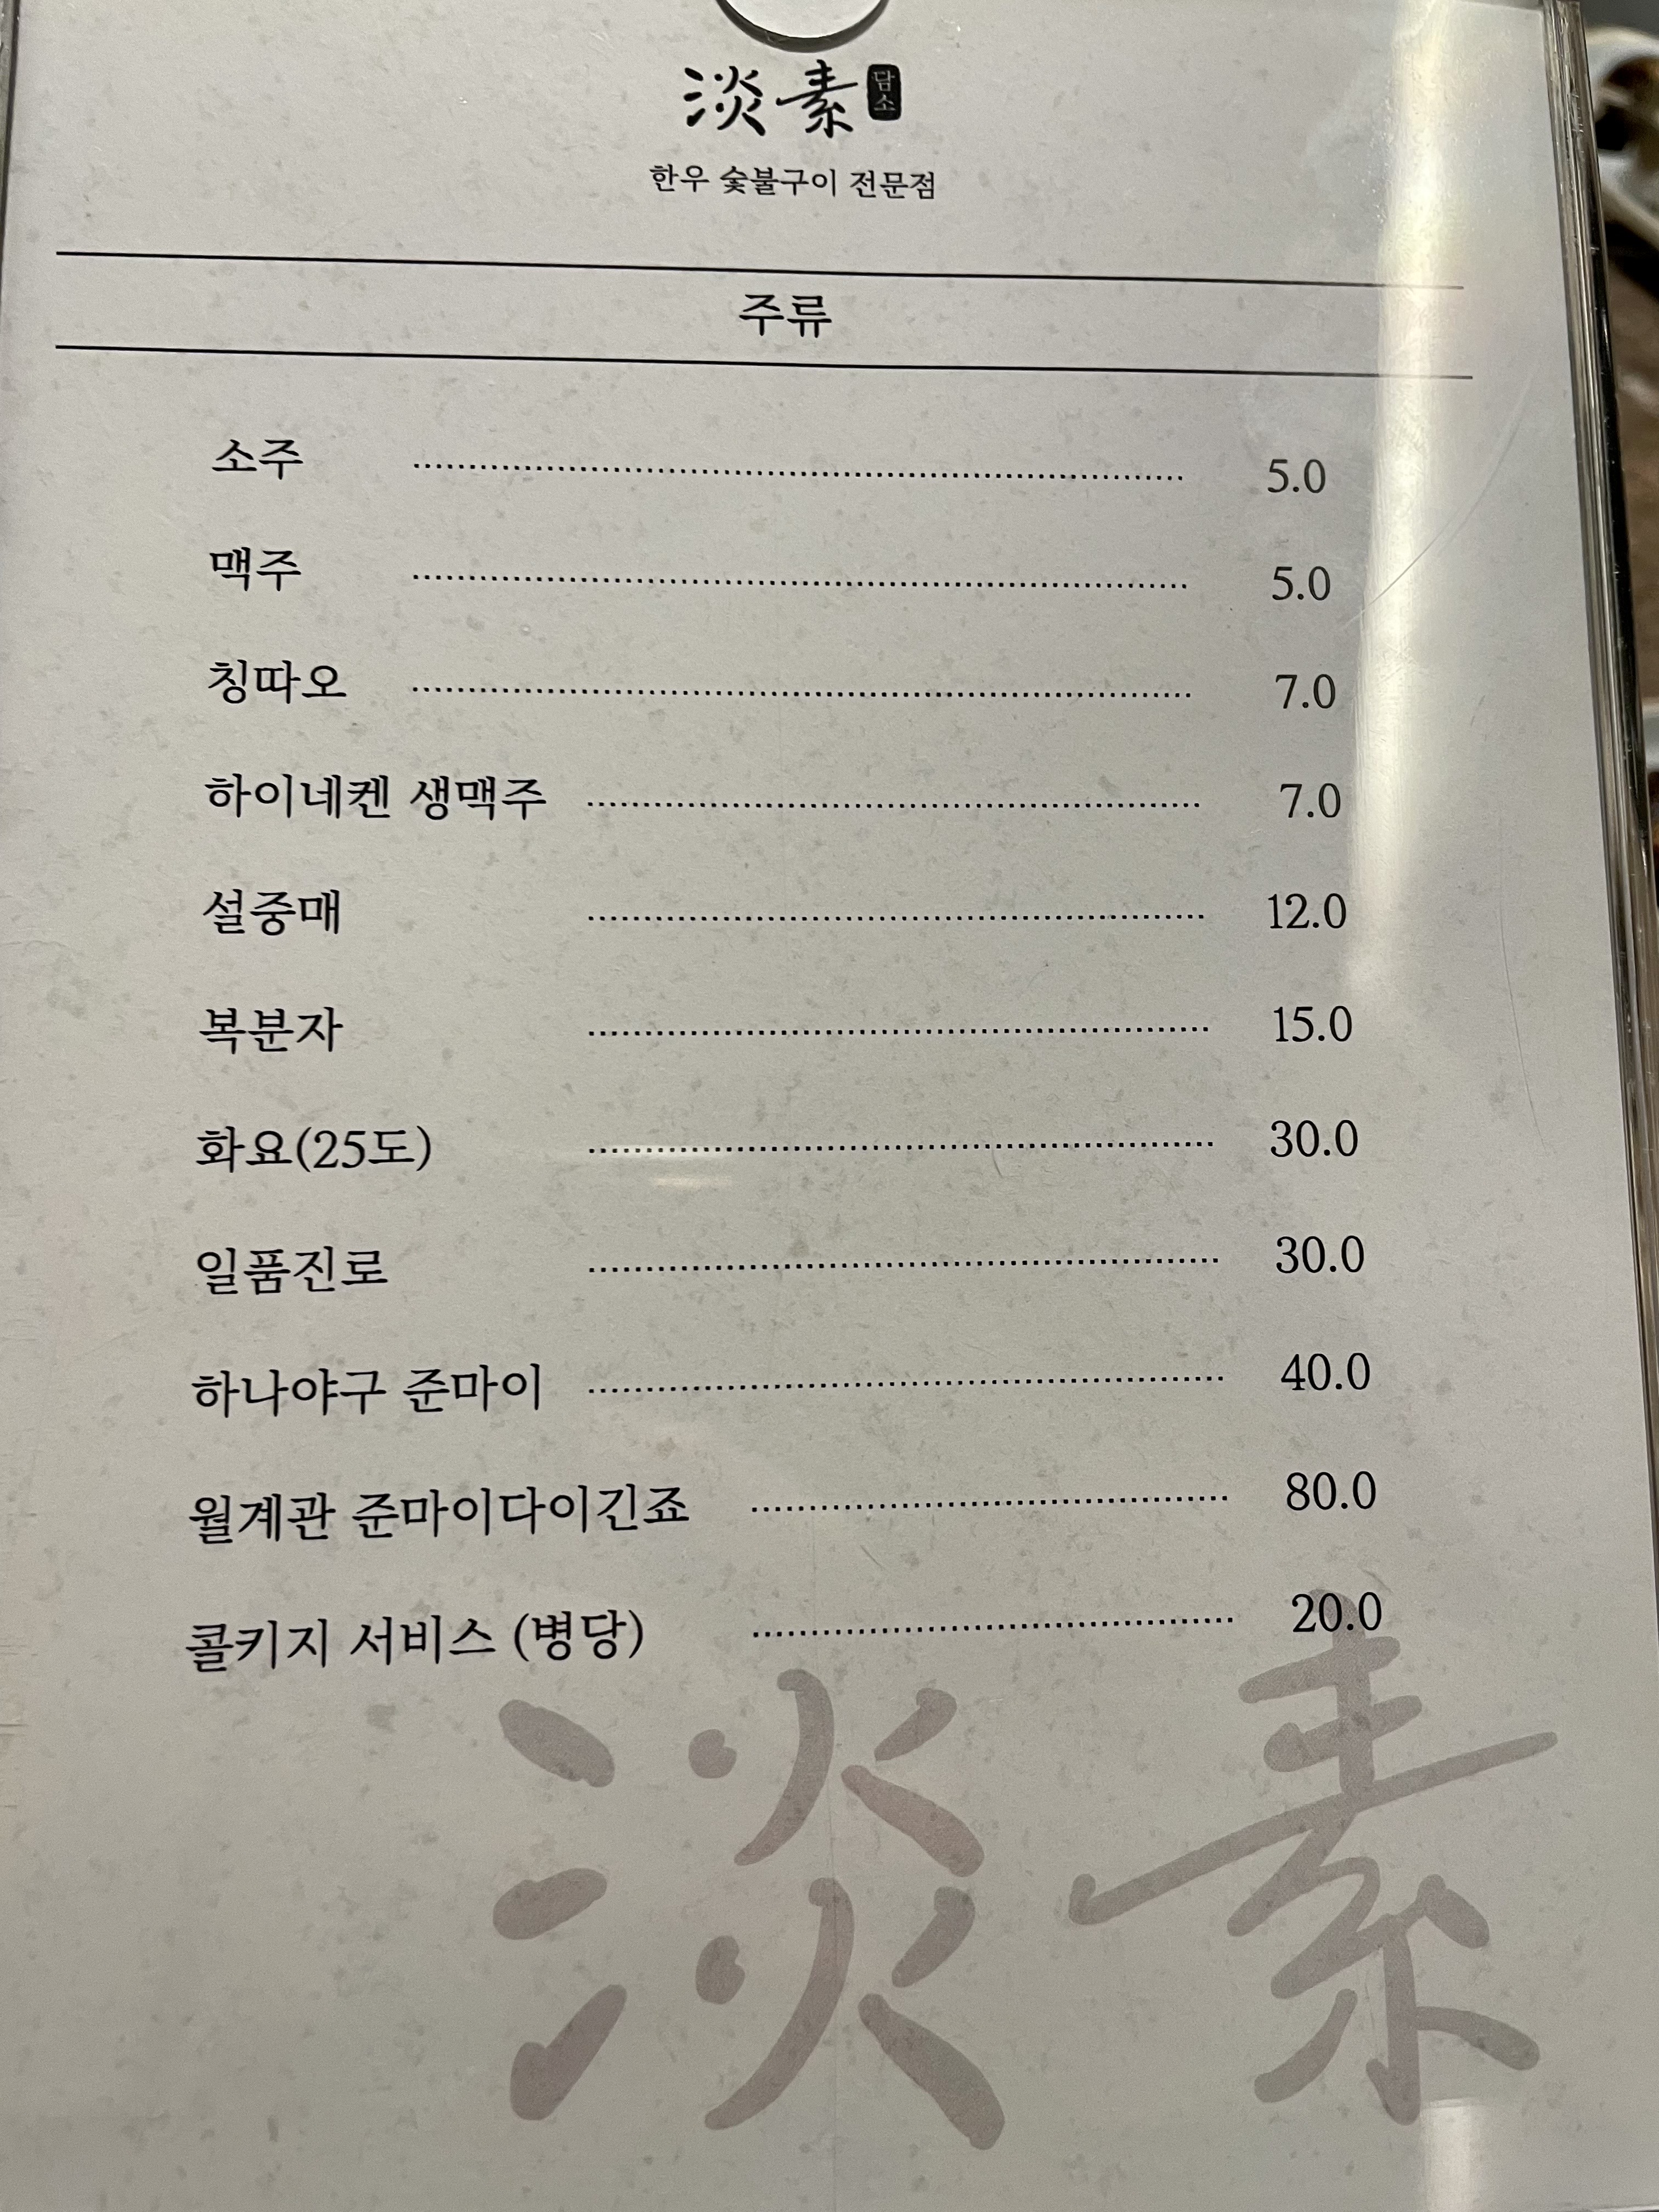 淡素 담소
한우 숯불구이 전문점
주류
소주 5.0
맥주 5.0
칭따오 7.0
하이네켄 생맥주 7.0
설중매 12.0
복분자 15.0
화요(25도) 30.0
일품진로 30.0
하나야구 준마이 40.0
월계관 준마이다이긴죠 80.0
콜키지 서비스 (병당) 20.0
淡素